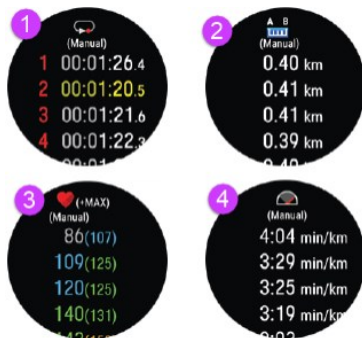 1
(Manual)
1 00:01:26.4
2 00:01:20.5
3 00:01:21.6
4 00:01:22.3
2
A B
(Manual)
0.40 km
0.41 km
0.41 km
0.39 km
3
(+MAX)
(Manual)
86(107)
109(125)
120(125)
140(131)
4
(Manual)
4:04 min/km
3:29 min/km
3:25 min/km
3:19 min/km